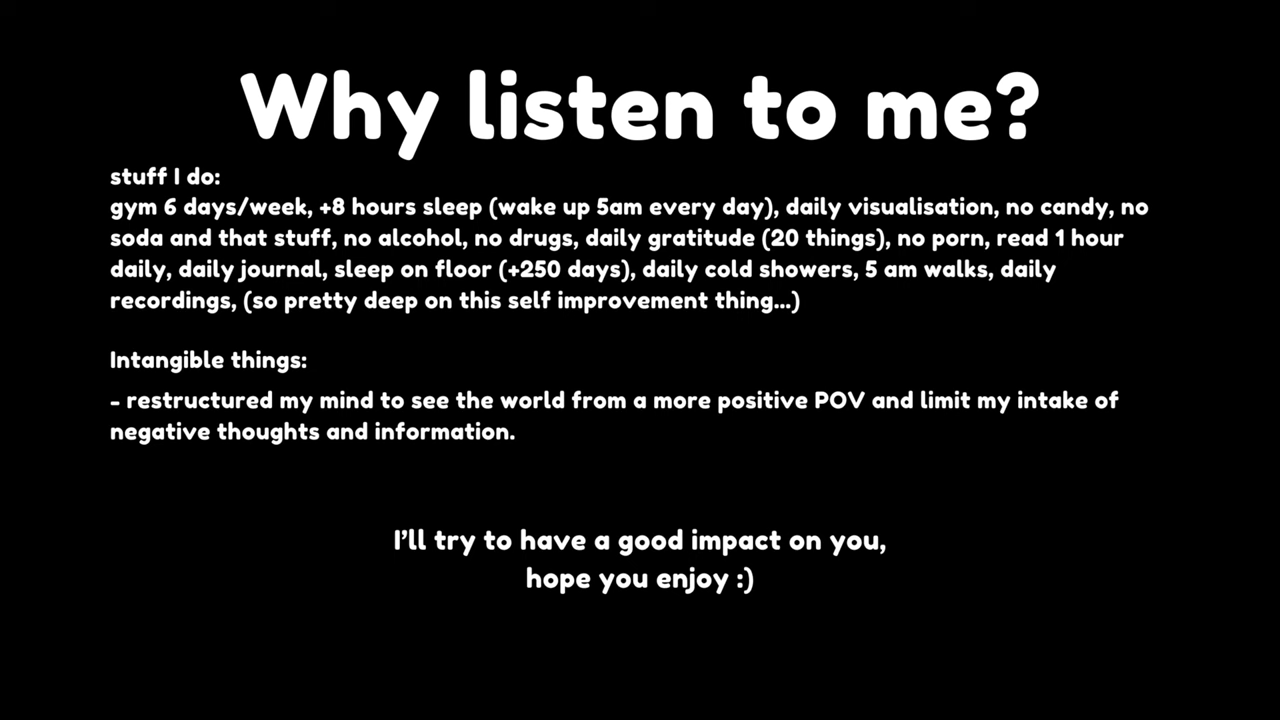 Why listen to me?
stuff I do:
gym 6 days/week, +8 hours sleep (wake up 5am every day), daily visualisation, no candy, no
soda and that stuff, no alcohol, no drugs, daily gratitude (20 things), no porn, read 1 hour
daily, daily journal, sleep on floor (+250 days), daily cold showers, 5 am walks, daily
recordings, (so pretty deep on this self improvement thing...)
Intangible things:
- restructured my mind to see the world from a more positive POV and limit my intake of
negative thoughts and information.
I'll try to have a good impact on you,
hope you enjoy :)